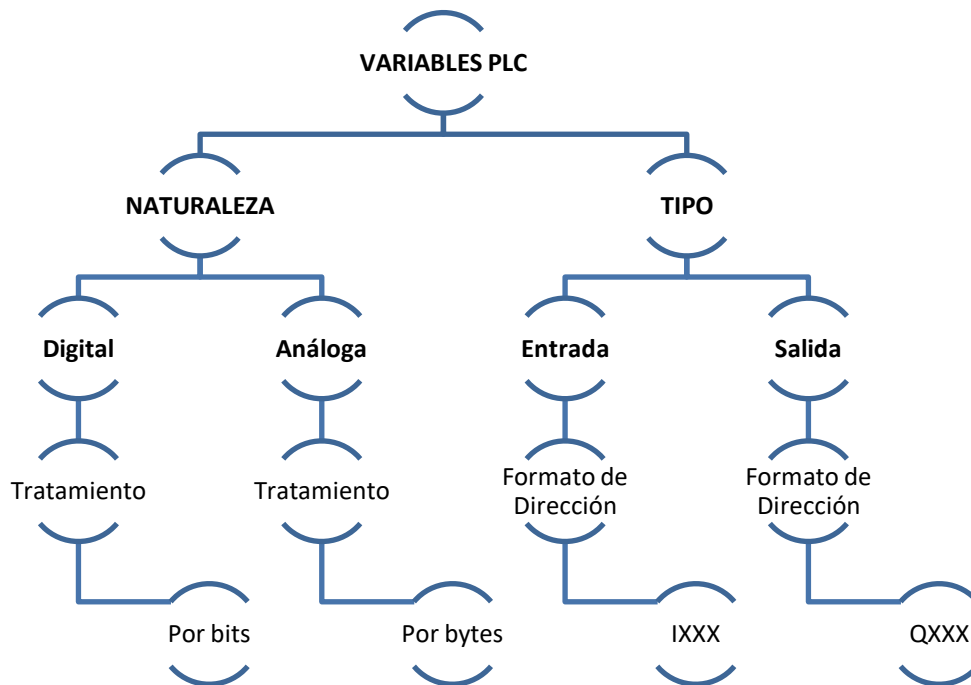 VARIABLES PLC
NATURALEZA
TIPO
Digital
Análoga
Entrada
Salida
Tratamiento
Tratamiento
Formato de
Dirección
Formato de
Dirección
Por bits
Por bytes
IXXX
QXXX